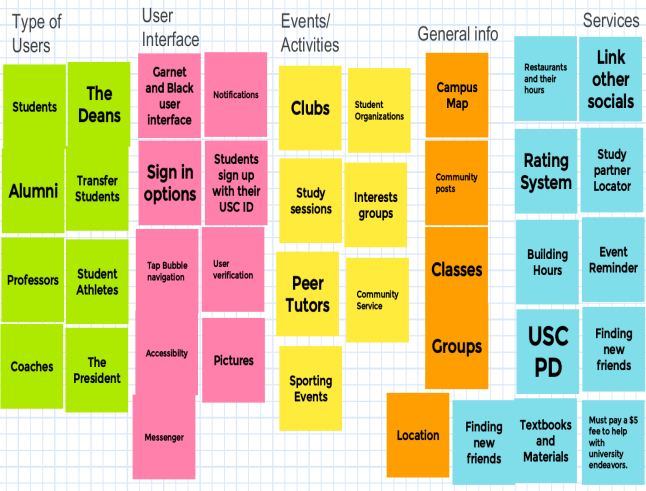 Type of
Users
Students
The
Deans
Alumni
Transfer
Students
Professors
Student
Athletes
Coaches
The
President
User
Interface
Garnet
and Black
user
interface
Notifications
Sign in
options
Students
sign up
with their
USC ID
Tap Bubble
navigation
User
verification
Accessibilty
Pictures
Messenger
Events/
Activities
Clubs
Student
Organizations
Study
sessions
Interests
groups
Peer
Tutors
Community
Service
Sporting
Events
General info
Campus
Map
Community
posts
Classes
Groups
Location
Services
Restaurants
and their
hours
Link
other
socials
Rating
System
Study
partner
Locator
Building
Hours
Event
Reminder
USC
PD
Finding
new
friends
Finding
new
friends
Textbooks
and
Materials
Must pay a $5
fee to help
with
university
endeavors.